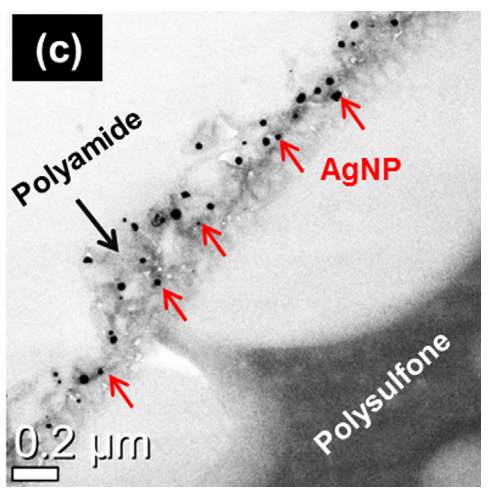 (c)
Polyamide
AgNP
Polysulfone
0.2 μm